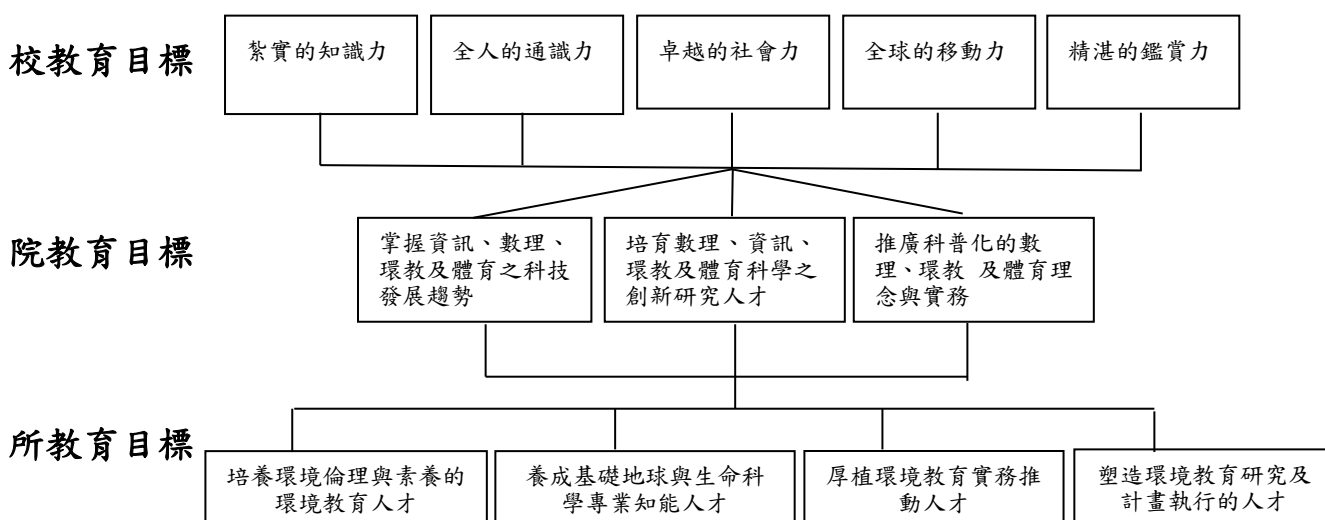 校教育目標
紮實的知識力
全人的通識力
卓越的社會力
全球的移動力
精湛的鑑賞力
院教育目標
掌握資訊、數理、
環教及體育之科技
發展趨勢
培育數理、資訊、
環教及體育科學之
創新研究人才
推廣科普化的數
理、環教 及體育理
念與實務
所教育目標
培養環境倫理與素養的
環境教育人才
養成基礎地球與生命科
學專業知能人才
厚植環境教育實務推
動人才
塑造環境教育研究及
計畫執行的人才